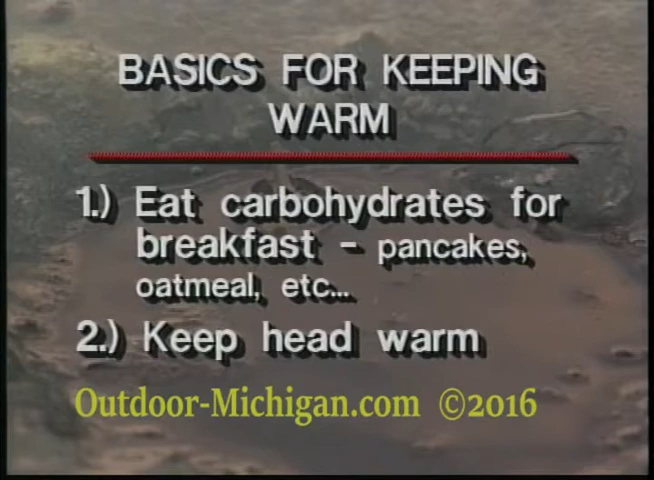 BASICS FOR KEEPING
WARM
1.) Eat carbohydrates for
breakfast - pancakes,
oatmeal, etc...
2.) Keep head warm
Outdoor-Michigan.com ©2016